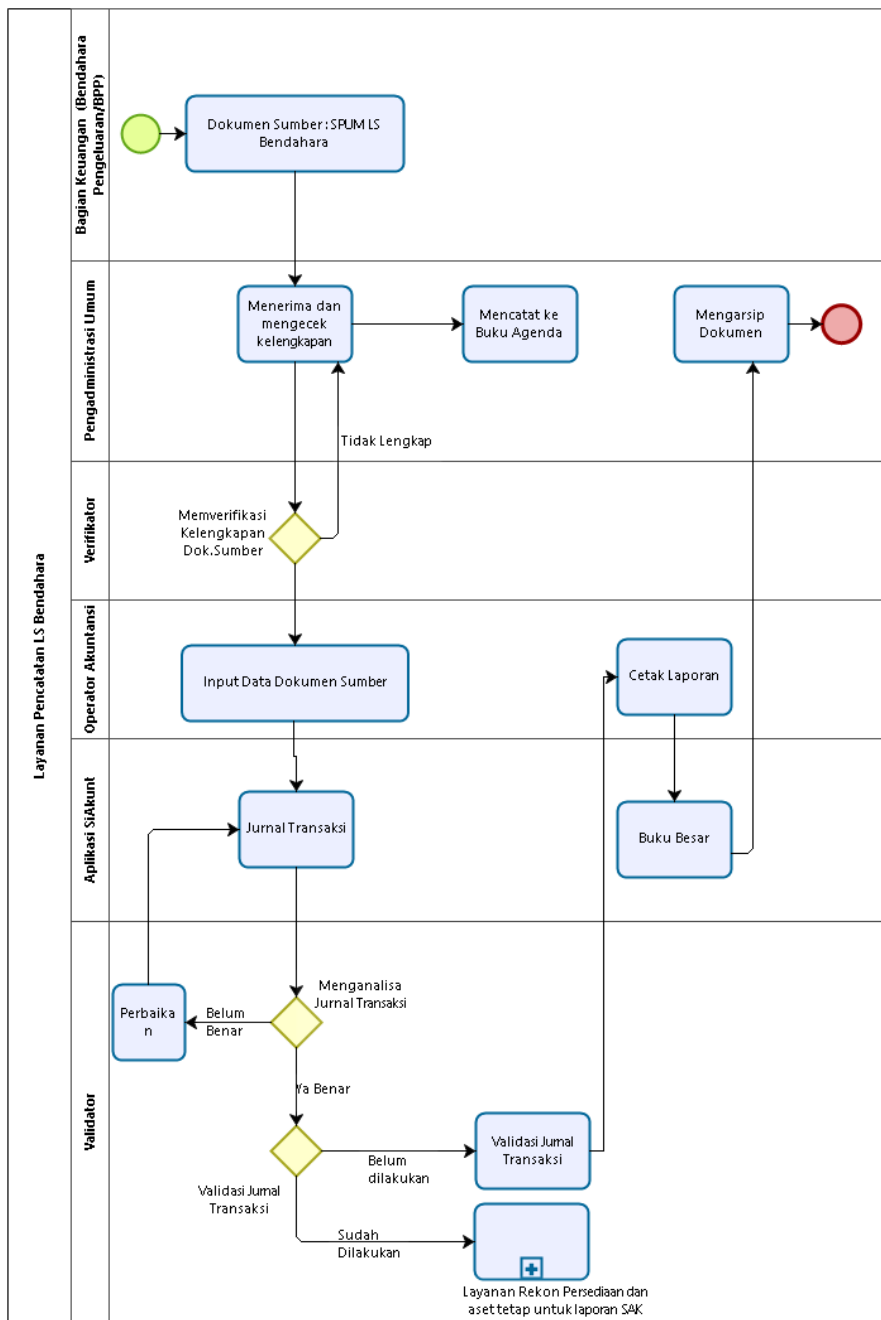 Layanan Pencatatan LS Bendahara
Bagian Keuangan (Bendahara
Pengeluaran/BPP)
Dokumen Sumber : SPUM LS
Bendahara
Pengadministrasi Umum
Menerima dan
mengecek
kelengkapan
Mencatat ke
Buku Agenda
Mengarsip
Dokumen
Tidak Lengkap
Verifikator
Memverifikasi
Kelengkapan
Dok.Sumber
Operator Akuntansi
Input Data Dokumen Sumber
Cetak Laporan
Aplikasi SiAkunt
Jurnal Transaksi
Buku Besar
Validator
Menganalisa
Jurnal Transaksi
Perbaika
n
Belum
Benar
Ya Benar
Validasi Jurnal
Transaksi
Belum
dilakukan
Validasi Jurnal
Transaksi
Sudah
Dilakukan
Layanan Rekon Persediaan dan
aset tetap untuk laporan SAK